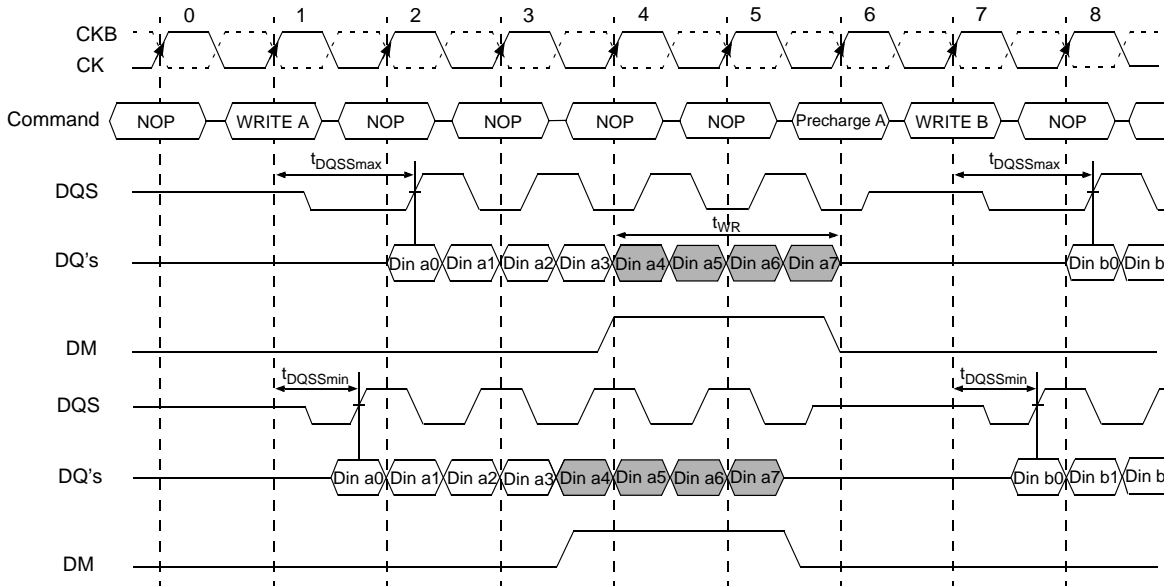 0 1 2 3 4 5 6 7 8
CKB
CK
Command NOP WRITE A NOP NOP NOP NOP Precharge A WRITE B NOP
tDQSSmax tDQSSmax
DQS
tWR
DQ's Din a0 Din a1 Din a2 Din a3 Din a4 Din a5 Din a6 Din a7 Din b0 Din b
DM
tDQSSmin tDQSSmin
DQS
DQ's Din a0 Din a1 Din a2 Din a3 Din a4 Din a5 Din a6 Din a7 Din b0 Din b1 Din b
DM